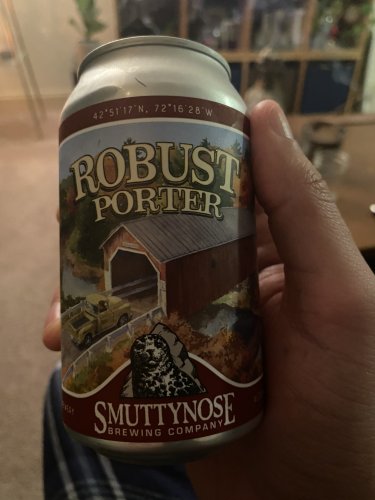 42°51'17"N, 72°16'28"W
ROBUST
PORTER
SMUTTYNOSE
BREWING COMPANY